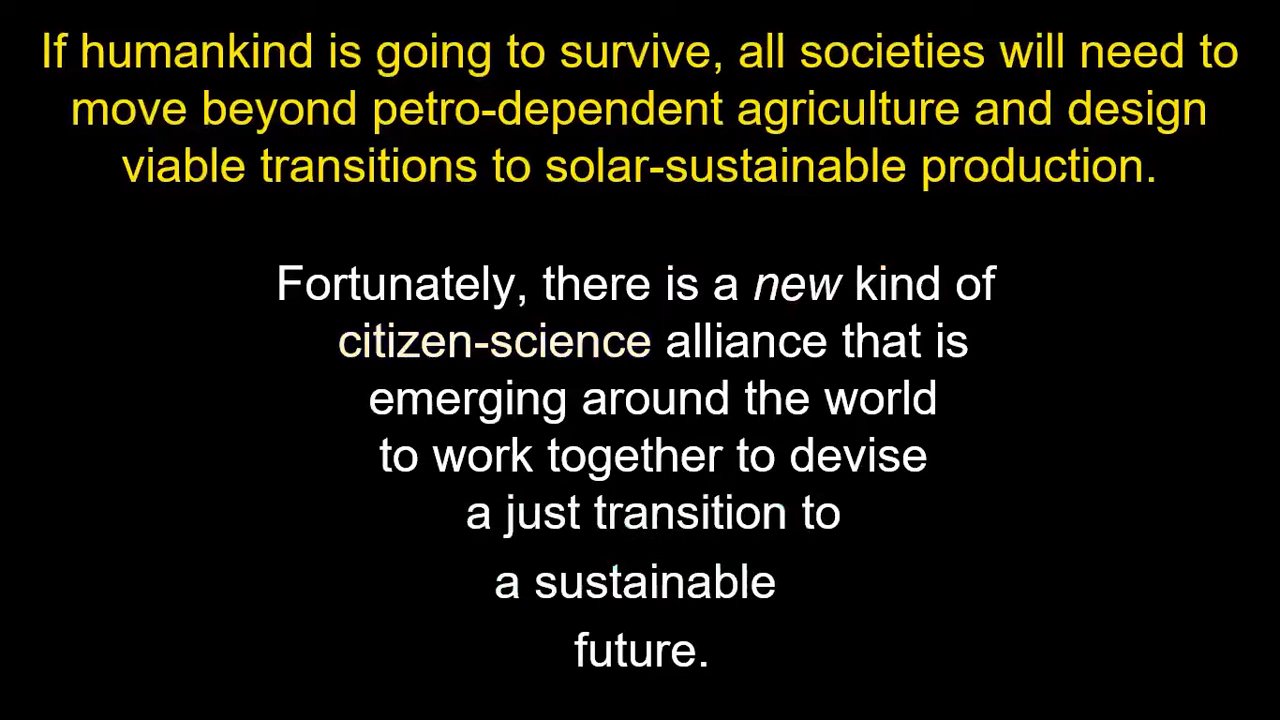 If humankind is going to survive, all societies will need to
move beyond petro-dependent agriculture and design
viable transitions to solar-sustainable production.
Fortunately, there is a new kind of
citizen-science alliance that is
emerging around the world
to work together to devise
a just transition to
a sustainable
future.